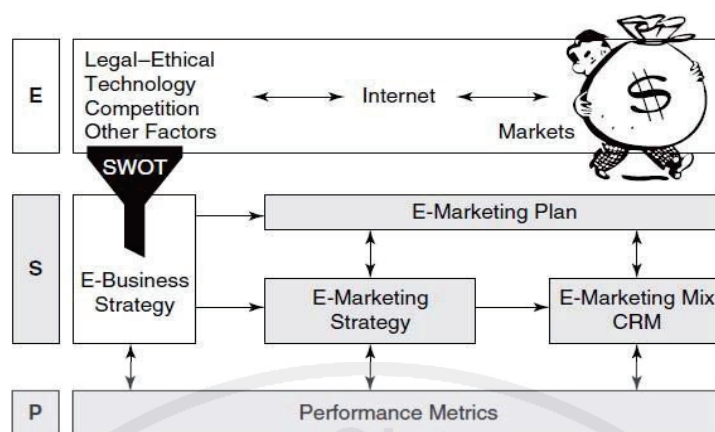 E
Legal–Ethical
Technology
Competition
Other Factors
Internet
Markets
$
SWOT
S
E-Marketing Plan
E-Business
Strategy
E-Marketing
Strategy
E-Marketing Mix
CRM
P
Performance Metrics